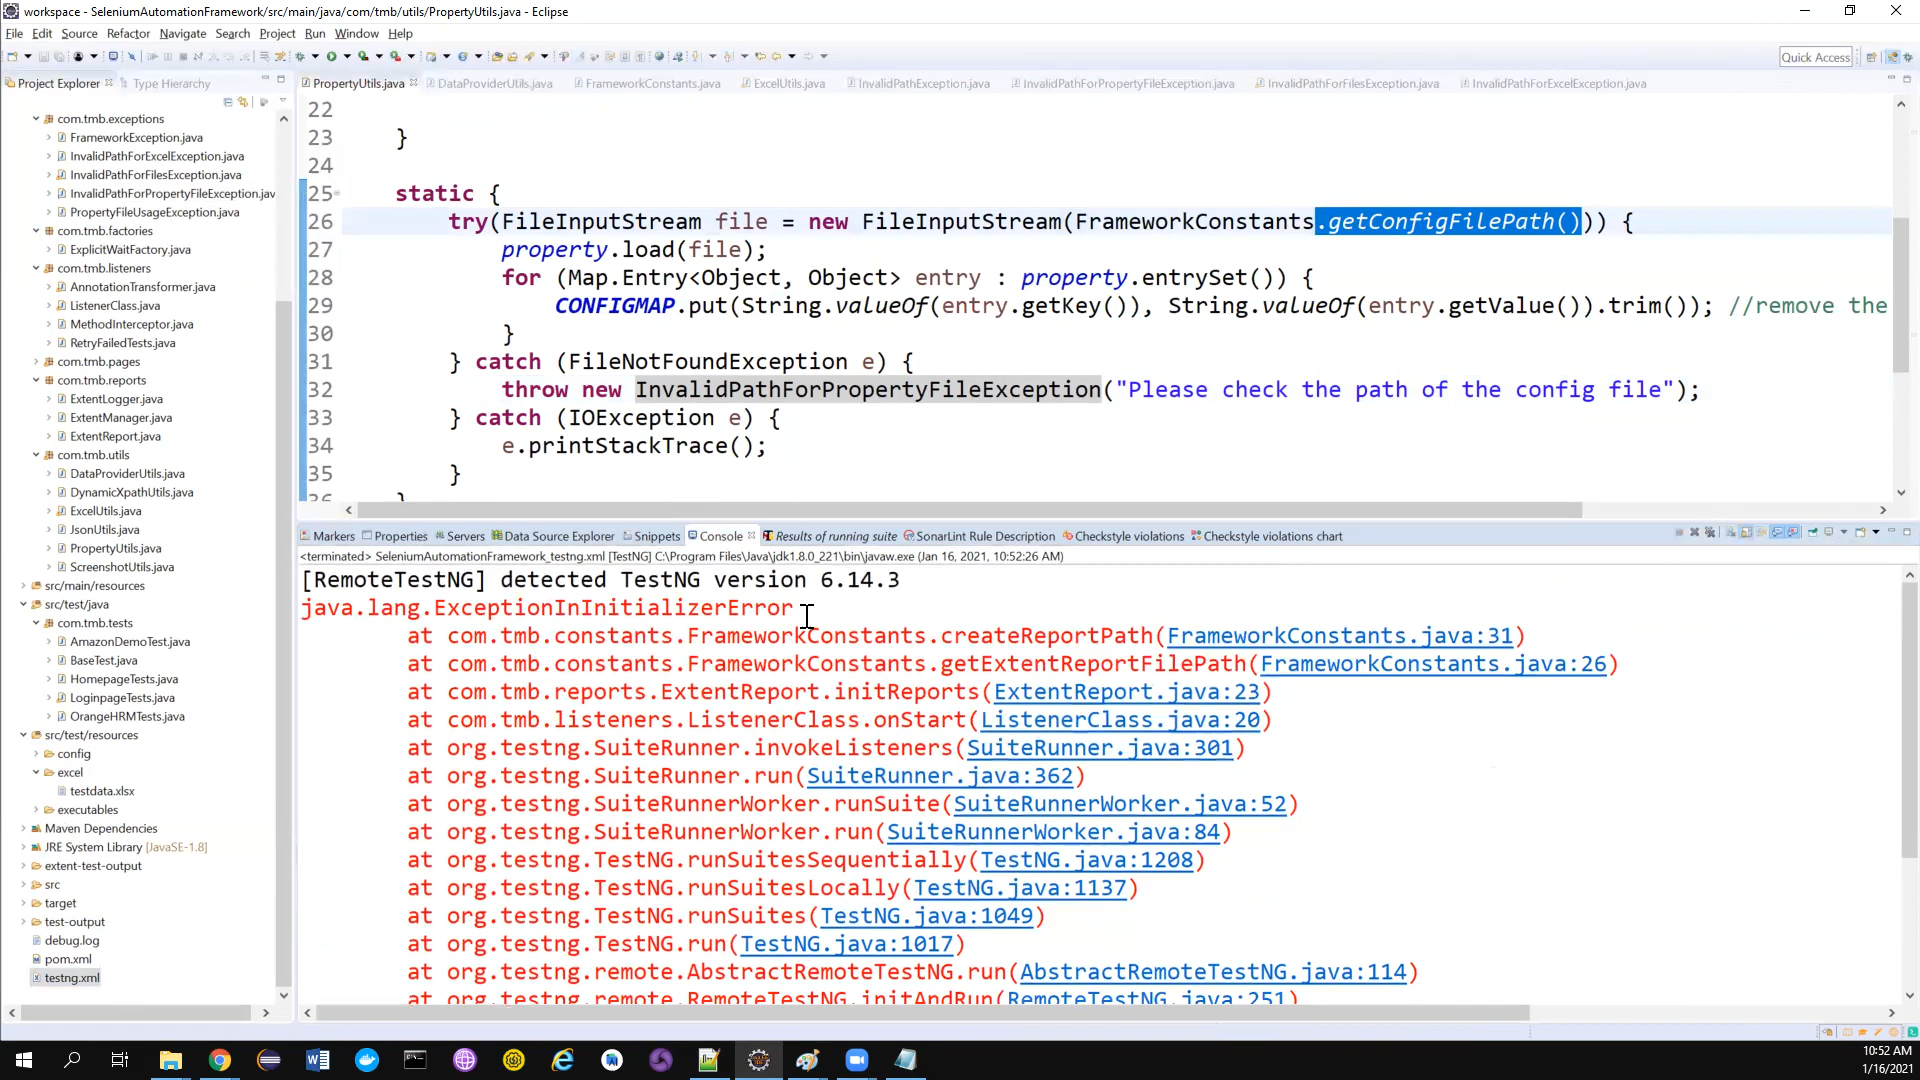 workspace - SeleniumAutomationFramework/src/main/java/com/tmb/utils/PropertyUtils.java - Eclipse
File Edit Source Refactor Navigate Search Project Run Window Help
Quick Access
Project Explorer Type Hierarchy
PropertyUtils.java DataProviderUtils.java FrameworkConstants.java ExcelUtils.java InvalidPathException.java InvalidPathForPropertyFileException.java InvalidPathForFilesException.java InvalidPathForExcelException.java
com.tmb.exceptions
FrameworkException.java
InvalidPathForExcelException.java
InvalidPathForFilesException.java
InvalidPathForPropertyFileException.java
PropertyFileUsageException.java
com.tmb.factories
ExplicitWaitFactory.java
com.tmb.listeners
AnnotationTransformer.java
ListenerClass.java
MethodInterceptor.java
RetryFailedTests.java
com.tmb.pages
com.tmb.reports
ExtentLogger.java
ExtentManager.java
ExtentReport.java
com.tmb.utils
DataProviderUtils.java
DynamicXpathUtils.java
ExcelUtils.java
JsonUtils.java
PropertyUtils.java
ScreenshotUtils.java
src/main/resources
src/test/java
com.tmb.tests
AmazonDemoTest.java
BaseTest.java
HomepageTests.java
LoginpageTests.java
OrangeHRMTests.java
src/test/resources
config
excel
testdata.xlsx
executables
Maven Dependencies
JRE System Library [JavaSE-1.8]
extent-test-output
src
target
test-output
debug.log
pom.xml
testng.xml
22
23 }
24
25 static {
26 try(FileInputStream file = new FileInputStream(FrameworkConstants.getConfigFilePath())) {
27 property.load(file);
28 for (Map.Entry<Object, Object> entry : property.entrySet()) {
29 CONFIGMAP.put(String.valueOf(entry.getKey()), String.valueOf(entry.getValue()).trim()); //remove the
30 }
31 } catch (FileNotFoundException e) {
32 throw new InvalidPathForPropertyFileException("Please check the path of the config file");
33 } catch (IOException e) {
34 e.printStackTrace();
35 }
36 }
Markers Properties Servers Data Source Explorer Snippets Console Results of running suite SonarLint Rule Description Checkstyle violations Checkstyle violations chart
<terminated> SeleniumAutomationFramework_testng.xml [TestNG] C:\Program Files\Java\jdk1.8.0_221\bin\javaw.exe (Jan 16, 2021, 10:52:26 AM)
[RemoteTestNG] detected TestNG version 6.14.3
java.lang.ExceptionInInitializerError
at com.tmb.constants.FrameworkConstants.createReportPath(FrameworkConstants.java:31)
at com.tmb.constants.FrameworkConstants.getExtentReportFilePath(FrameworkConstants.java:26)
at com.tmb.reports.ExtentReport.initReports(ExtentReport.java:23)
at com.tmb.listeners.ListenerClass.onStart(ListenerClass.java:20)
at org.testng.SuiteRunner.invokeListeners(SuiteRunner.java:301)
at org.testng.SuiteRunner.run(SuiteRunner.java:362)
at org.testng.SuiteRunnerWorker.runSuite(SuiteRunnerWorker.java:52)
at org.testng.SuiteRunnerWorker.run(SuiteRunnerWorker.java:84)
at org.testng.TestNG.runSuitesSequentially(TestNG.java:1208)
at org.testng.TestNG.runSuitesLocally(TestNG.java:1137)
at org.testng.TestNG.runSuites(TestNG.java:1049)
at org.testng.TestNG.run(TestNG.java:1017)
at org.testng.remote.AbstractRemoteTestNG.run(AbstractRemoteTestNG.java:114)
at org.testng.remote.RemoteTestNG.initAndRun(RemoteTestNG.java:251)
10:52 AM
1/16/2021